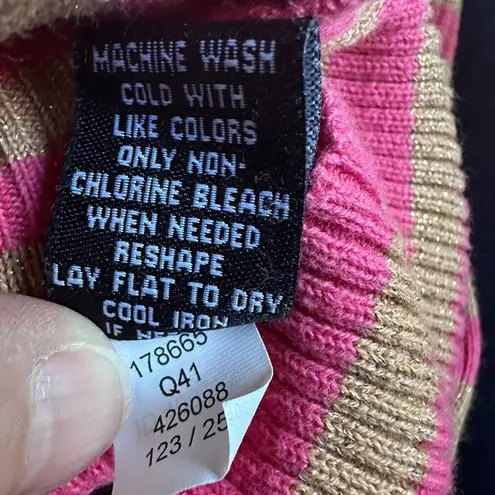 MACHINE WASH
COLD WITH
LIKE COLORS
ONLY NON-
CHLORINE BLEACH
WHEN NEEDED
RESHAPE
LAY FLAT TO DRY
COOL IRON
IF
178665
Q41
426088
123 / 25